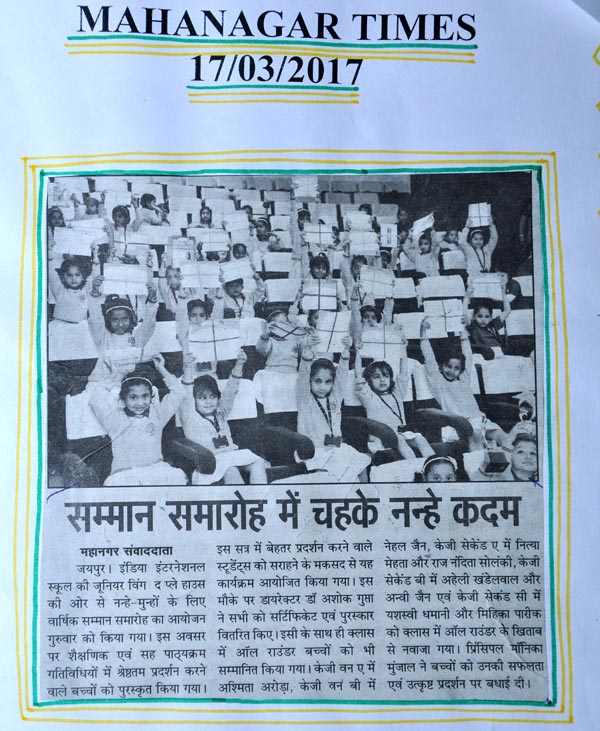 MAHANAGAR TIMES
17/03/2017
सम्मान समारोह में चहके नन्हे कदम
महानगर संवाददाता
जयपुर। इंडिया इंटरनेशनल
स्कूल की जूनियर विंग द प्ले हाउस
की ओर से नन्हे-मुन्हों के लिए
वार्षिक सम्मान समारोह का आयोजन
गुरुवार को किया गया। इस अवसर
पर शैक्षणिक एवं सह पाठ्यक्रम
गतिविधियों में श्रेष्ठतम प्रदर्शन करने
वाले बच्चों को पुरस्कृत किया गया।
इस सत्र में बेहतर प्रदर्शन करने वाले
स्टूडेंट्स को सराहने के मकसद से यह
कार्यक्रम आयोजित किया गया। इस
मौके पर डायरेक्टर डॉ अशोक गुप्ता
ने सभी को सर्टिफिकेट एवं पुरस्कार
वितरित किए। इसी के साथ ही क्लास
में ऑल राउंडर बच्चों को भी
सम्मानित किया गया। केजी वन ए में
अश्मिता अरोड़ा, केजी वन बी में
नेहल जैन, केजी सेकेंड ए में नित्या
मेहता और राज नंदिता सोलंकी, केजी
सेकेंड बी में अहेली खंडेलवाल और
अन्वी जैन एवं केजी सेकेंड सी में
यशस्वी धमानी और मिहिका पारीक
को क्लास में ऑल राउंडर के खिताब
से नवाजा गया। प्रिंसिपल मोनिका
मुंजाल ने बच्चों को उनकी सफलता
एवं उत्कृष्ट प्रदर्शन पर बधाई दी।